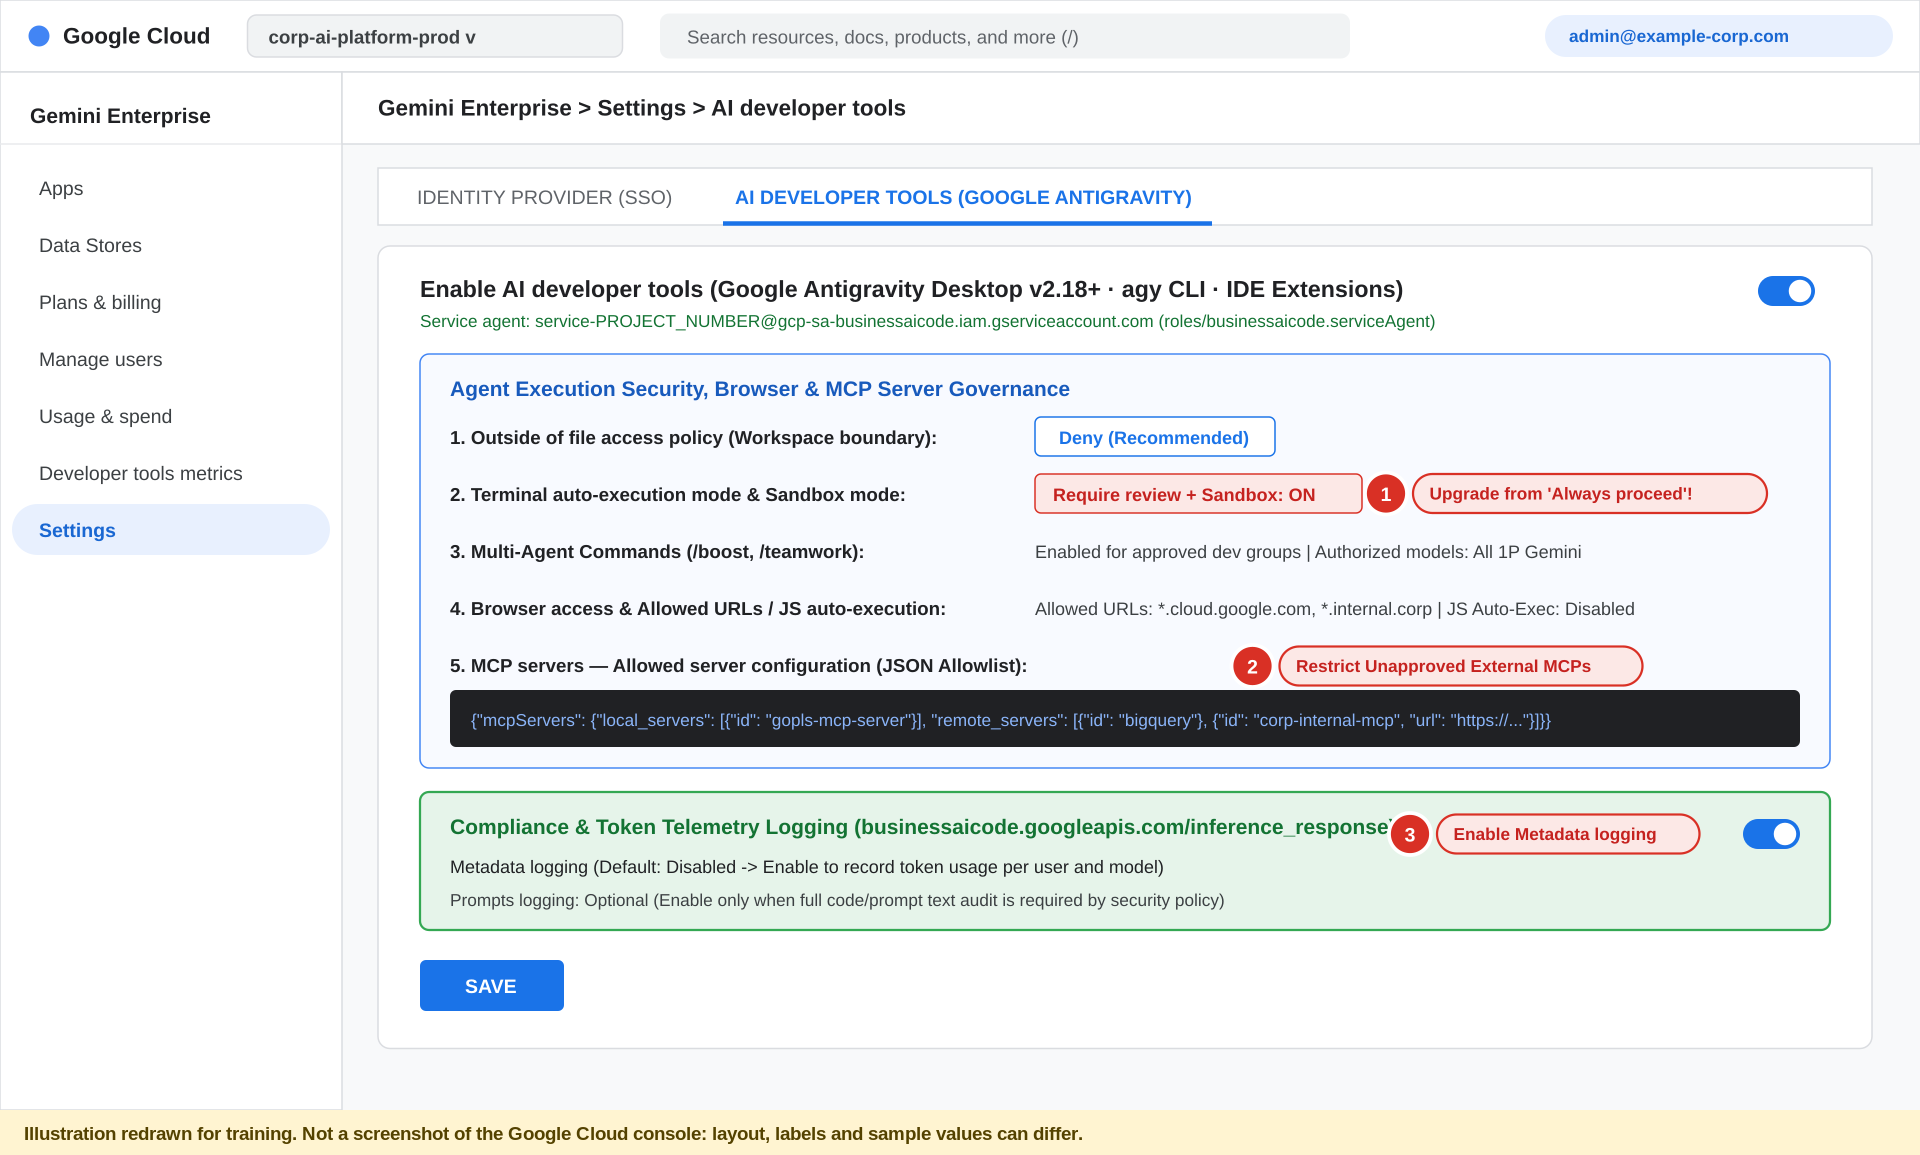 Google Cloud
corp-ai-platform-prod v
Search resources, docs, products, and more (/)
admin@example-corp.com
Gemini Enterprise
Gemini Enterprise > Settings > AI developer tools
Apps
Data Stores
Plans & billing
Manage users
Usage & spend
Developer tools metrics
Settings
IDENTITY PROVIDER (SSO)
AI DEVELOPER TOOLS (GOOGLE ANTIGRAVITY)
Enable AI developer tools (Google Antigravity Desktop v2.18+ · agy CLI · IDE Extensions)
Service agent: service-PROJECT_NUMBER@gcp-sa-businessaicode.iam.gserviceaccount.com (roles/businessaicode.serviceAgent)
Agent Execution Security, Browser & MCP Server Governance
1. Outside of file access policy (Workspace boundary):
Deny (Recommended)
2. Terminal auto-execution mode & Sandbox mode:
Require review + Sandbox: ON
1
Upgrade from 'Always proceed'!
3. Multi-Agent Commands (/boost, /teamwork):
Enabled for approved dev groups | Authorized models: All 1P Gemini
4. Browser access & Allowed URLs / JS auto-execution:
Allowed URLs: *.cloud.google.com, *.internal.corp | JS Auto-Exec: Disabled
5. MCP servers — Allowed server configuration (JSON Allowlist):
2
Restrict Unapproved External MCPs
{"mcpServers": {"local_servers": [{"id": "gopls-mcp-server"}], "remote_servers": [{"id": "bigquery"}, {"id": "corp-internal-mcp", "url": "https://..."}]}}
Compliance & Token Telemetry Logging (businessaicode.googleapis.com/inference_response)
3
Enable Metadata logging
Metadata logging (Default: Disabled -> Enable to record token usage per user and model)
Prompts logging: Optional (Enable only when full code/prompt text audit is required by security policy)
SAVE
Illustration redrawn for training. Not a screenshot of the Google Cloud console: layout, labels and sample values can differ.